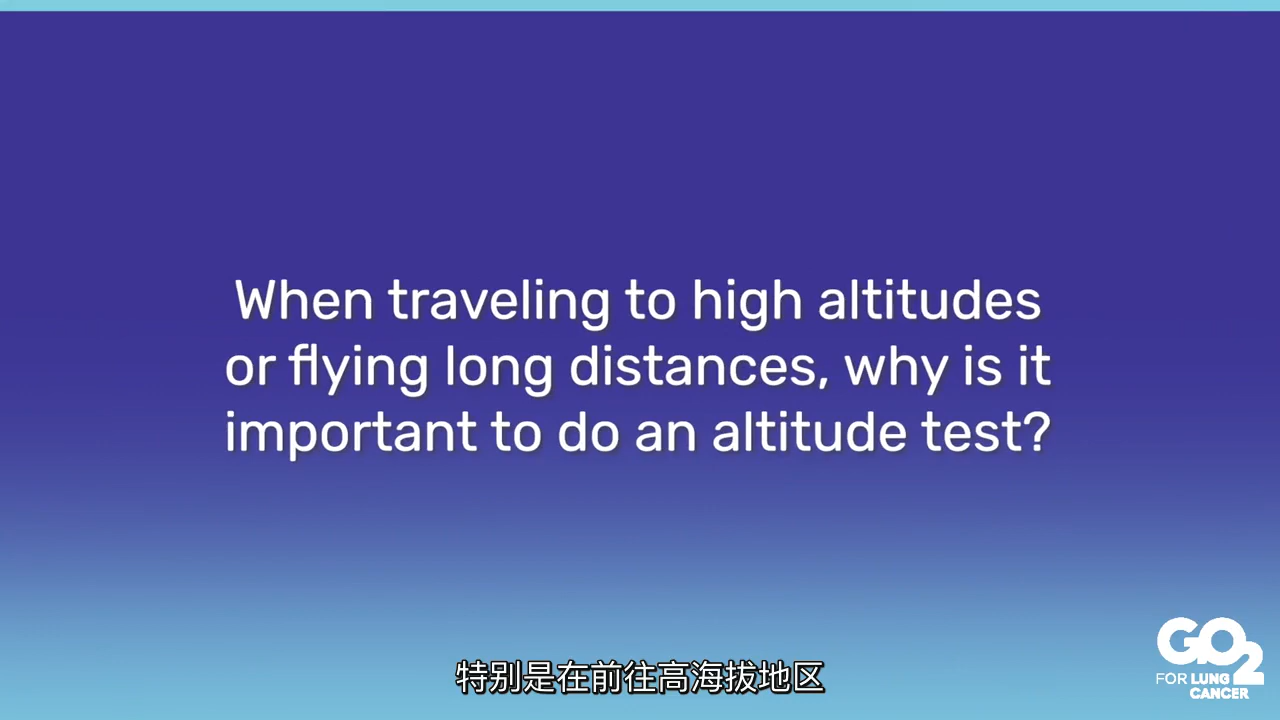 When traveling to high altitudes
or flying long distances, why is it
important to do an altitude test?
特别是在前往高海拔地区
GO2
FOR LUNG
CANCER